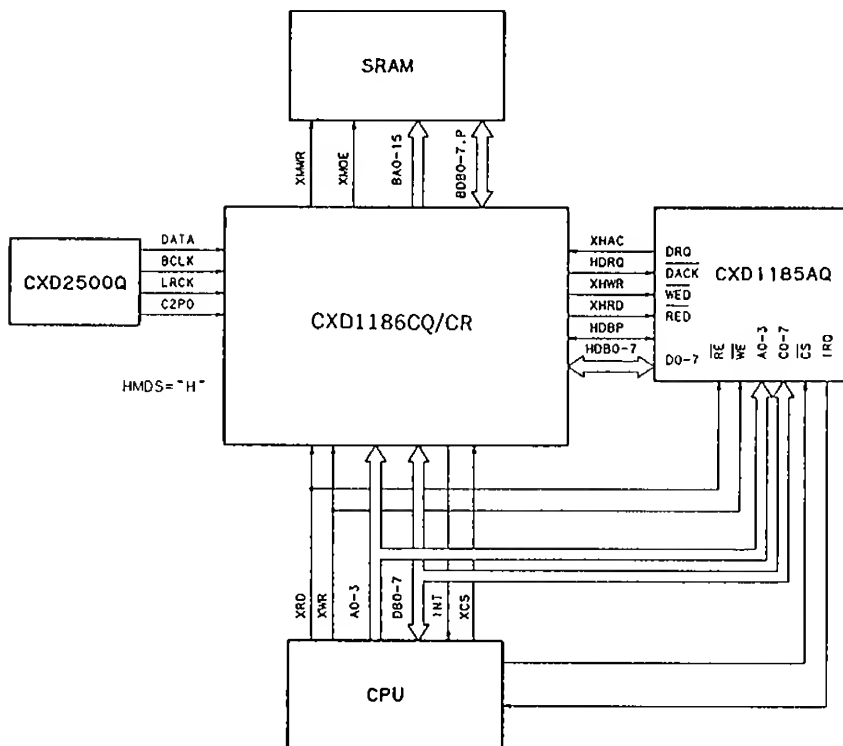 SRAM
XMWR
XMOE
BA0-15
BDB0-7.P
CXD2500Q
DATA
BCLK
LRCK
C2PO
CXD1186CQ/CR
HMDS="H"
XHAC
HDRQ
XHWR
XHRD
HDBP
HDB0-7
DRQ
DACK
WED
RED
D0-7
CXD1185AQ
RE
WE
A0-3
C0-7
CS
IRQ
XRD
XWR
A0-3
DB0-7
INT
XCS
CPU